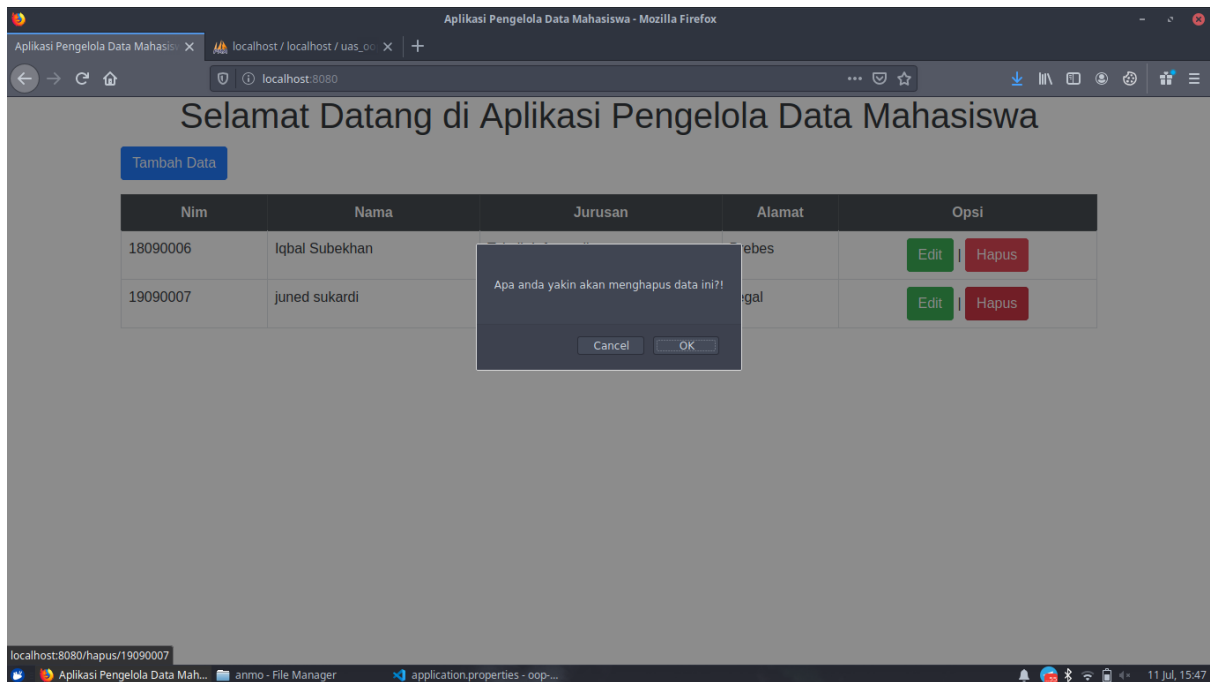 Aplikasi Pengelola Data Mahasiswa - Mozilla Firefox
Aplikasi Pengelola Data Mahasis
localhost / localhost / uas_oo
localhost:8080
Selamat Datang di Aplikasi Pengelola Data Mahasiswa
Tambah Data
Nim Nama Jurusan Alamat Opsi
18090006 Iqbal Subekhan Edit | Hapus
19090007 juned sukardi Edit | Hapus
Apa anda yakin akan menghapus data ini?!
Cancel OK
localhost:8080/hapus/19090007
Aplikasi Pengelola Data Mah... anmo - File Manager application.properties - oop-... 11 Jul, 15:47